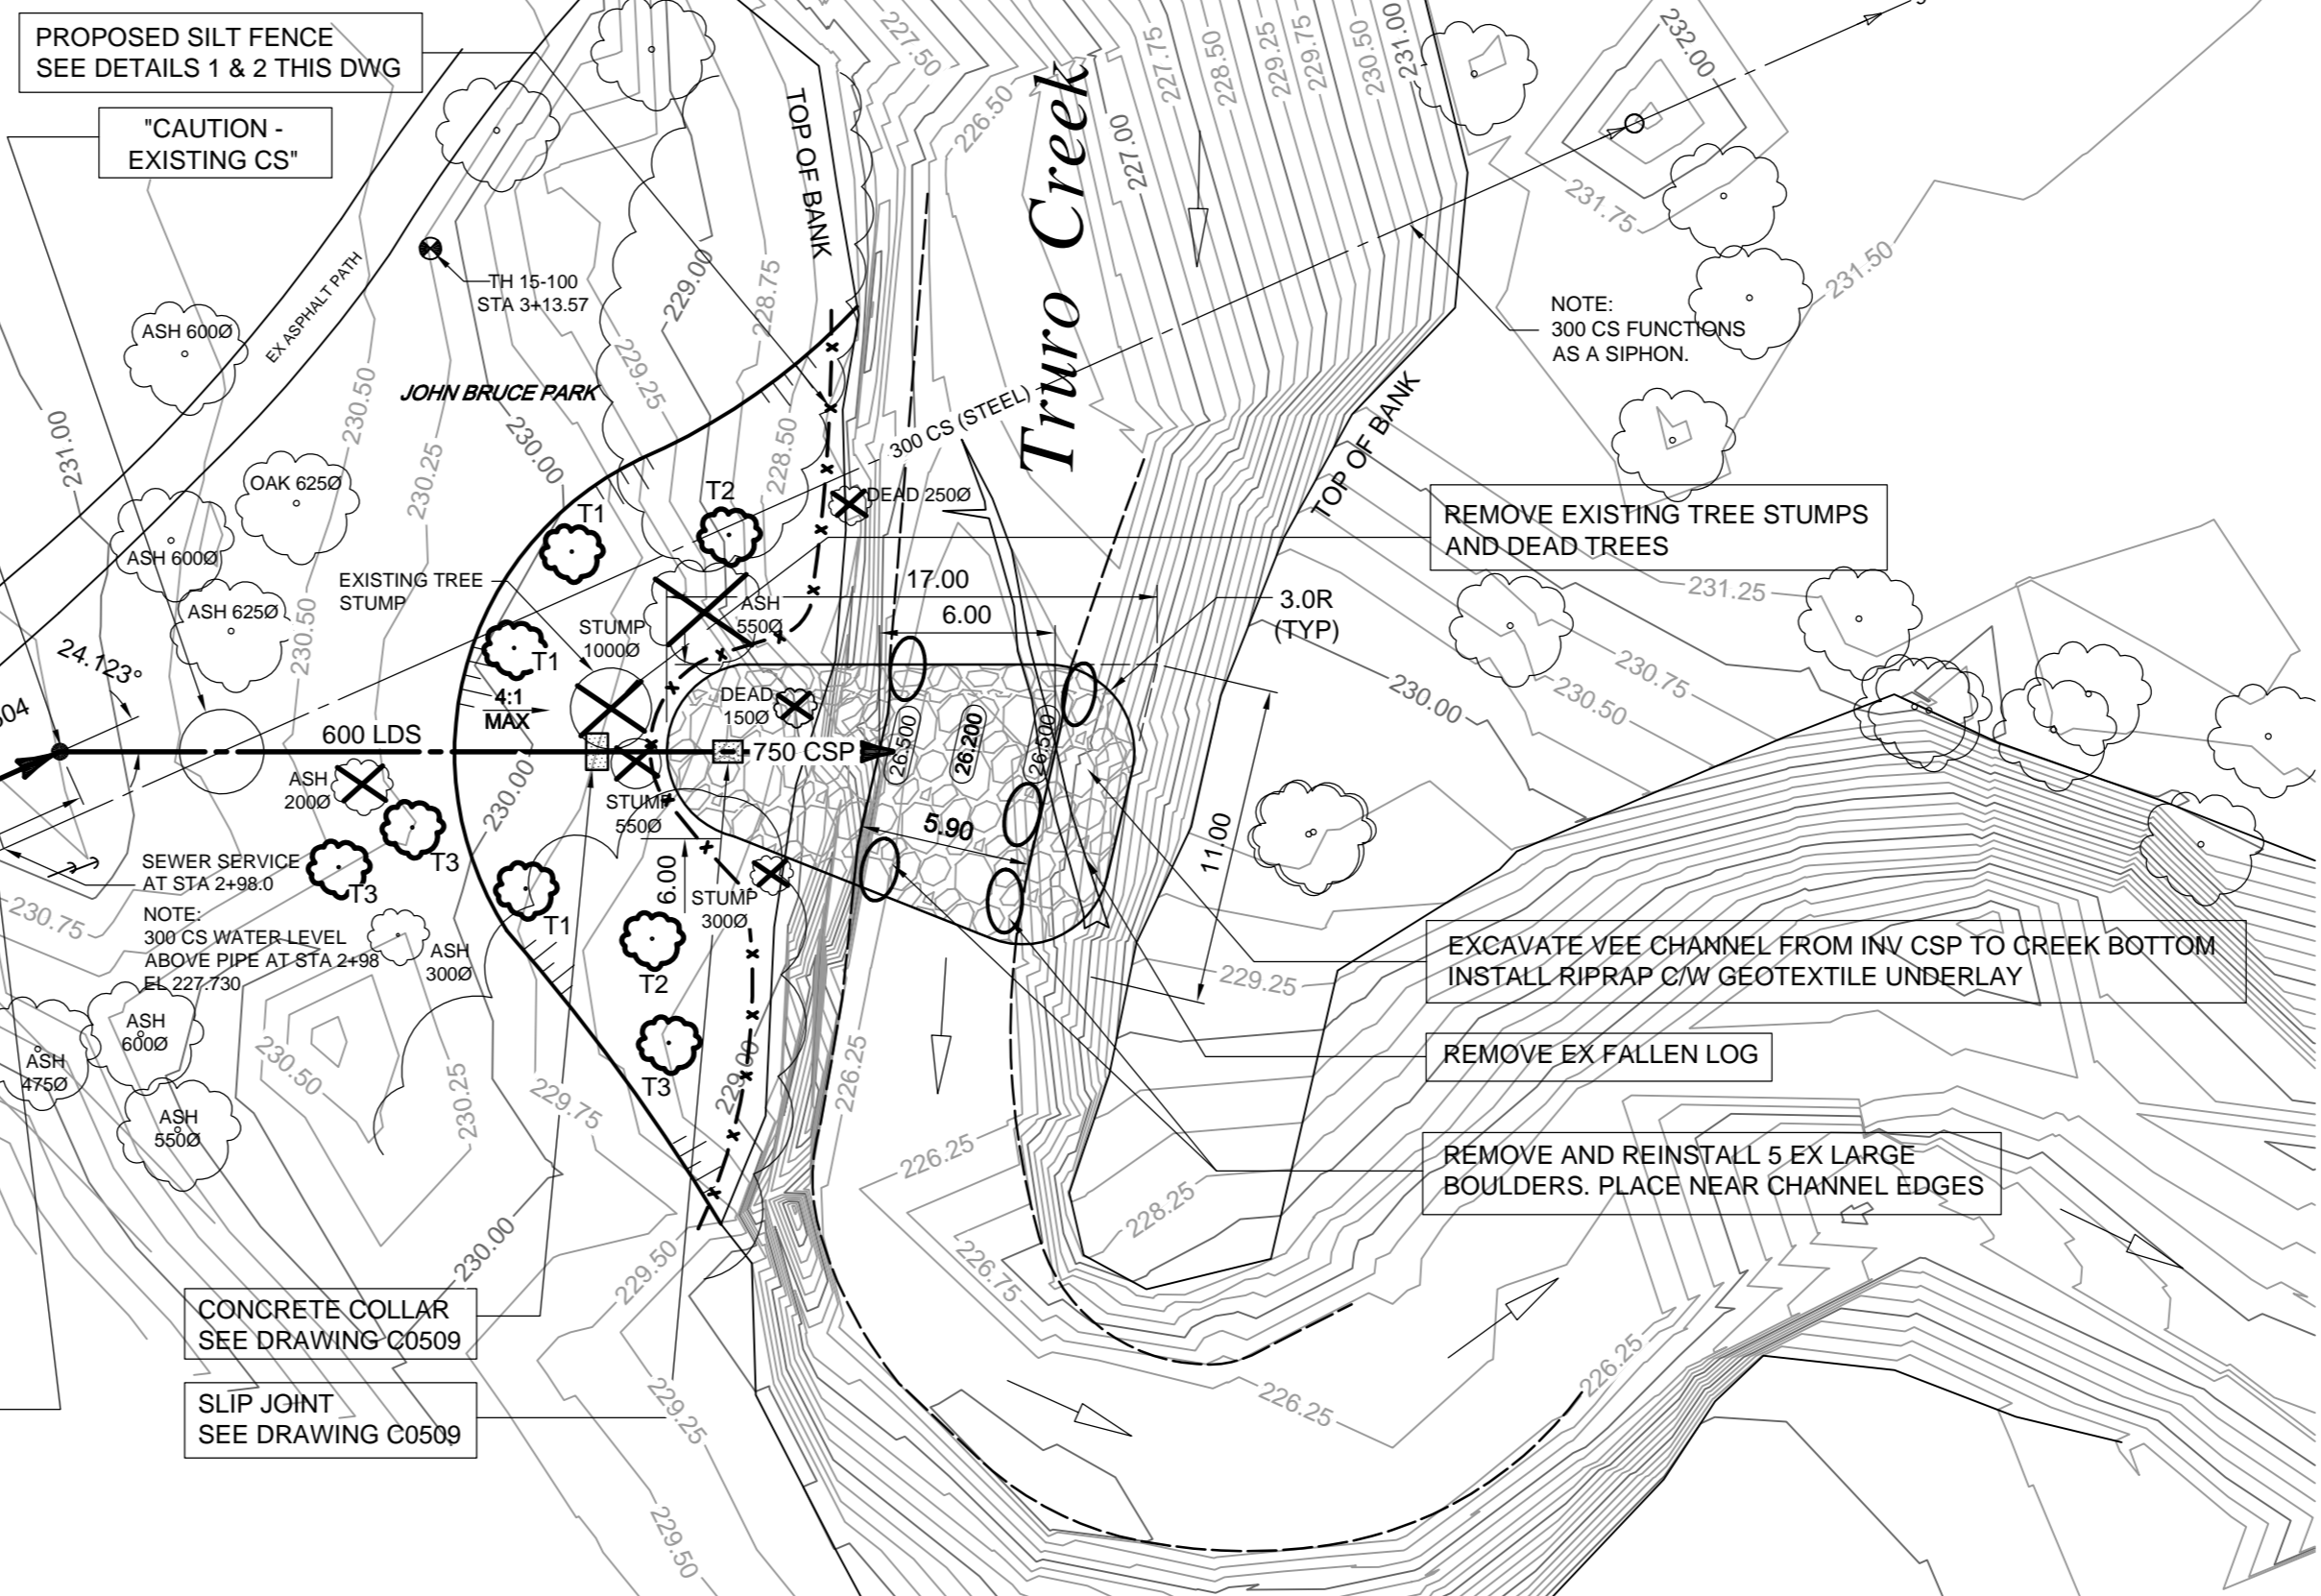 PROPOSED SILT FENCE
SEE DETAILS 1 & 2 THIS DWG
"CAUTION -
EXISTING CS"
TOP OF BANK
227.50
226.50
Truro Creek
227.00
227.75
228.50
229.25
229.75
230.50
231.00
232.00
231.75
231.50
TH 15-100
STA 3+13.57
EX ASPHALT PATH
ASH 600Ø
JOHN BRUCE PARK
229.00
228.75
229.25
228.50
230.50
230.25
230.00
231.00
NOTE:
300 CS FUNCTIONS
AS A SIPHON.
300 CS (STEEL)
TOP OF BANK
OAK 625Ø
ASH 600Ø
ASH 625Ø
230.50
24.123°
EXISTING TREE
STUMP
T1
T2
DEAD 250Ø
REMOVE EXISTING TREE STUMPS
AND DEAD TREES
17.00
6.00
3.0R
(TYP)
ASH
550Ø
STUMP
1000Ø
T1
4:1
MAX
DEAD
150Ø
231.25
230.75
230.50
230.00
600 LDS
750 CSP
26.500
26.200
26.500
5.90
11.00
ASH
200Ø
230.00
STUMP
550Ø
T3
T3
SEWER SERVICE
AT STA 2+98.0
6.00
STUMP
300Ø
T1
T2
T3
NOTE:
300 CS WATER LEVEL
ABOVE PIPE AT STA 2+98
EL 227.730
230.75
ASH
300Ø
ASH
475Ø
ASH
600Ø
ASH
550Ø
230.50
230.25
229.75
229.00
226.25
229.25
EXCAVATE VEE CHANNEL FROM INV CSP TO CREEK BOTTOM
INSTALL RIPRAP C/W GEOTEXTILE UNDERLAY
REMOVE EX FALLEN LOG
REMOVE AND REINSTALL 5 EX LARGE
BOULDERS. PLACE NEAR CHANNEL EDGES
226.25
228.25
226.75
230.00
229.50
CONCRETE COLLAR
SEE DRAWING C0509
SLIP JOINT
SEE DRAWING C0509
229.25
226.25
226.25
229.50